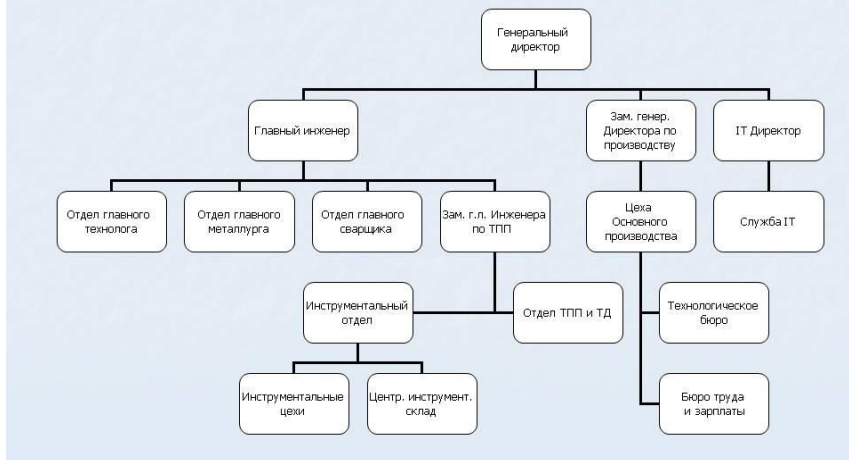 Генеральный
директор
Главный инженер
Зам. генер.
Директора по
производству
IT Директор
Отдел главного
технолога
Отдел главного
металлурга
Отдел главного
сварщика
Зам. г.л. Инженера
по ТПП
Цеха
Основного
производства
Служба IT
Инструментальный
отдел
Отдел ТПП и ТД
Технологическое
бюро
Инструментальные
цехи
Центр. инструмент.
склад
Бюро труда
и зарплаты